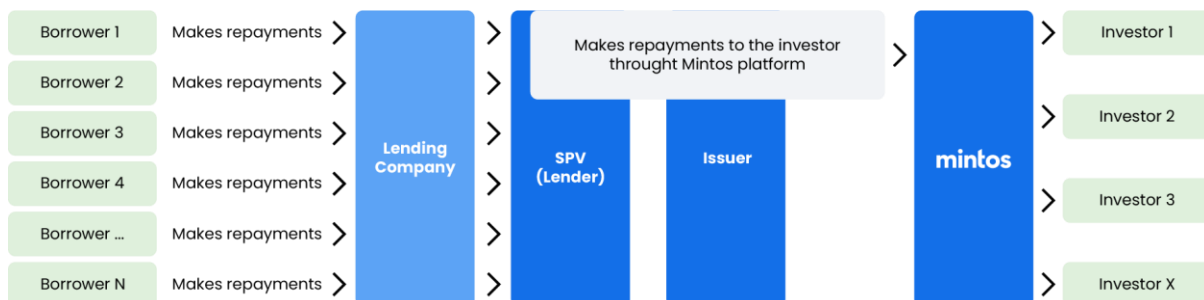 Borrower 1 Makes repayments
Borrower 2 Makes repayments
Borrower 3 Makes repayments
Borrower 4 Makes repayments
Borrower ... Makes repayments
Borrower N Makes repayments
Lending
Company
SPV
(Lender)
Issuer
Makes repayments to the investor
throught Mintos platform
mintos
Investor 1
Investor 2
Investor 3
Investor X